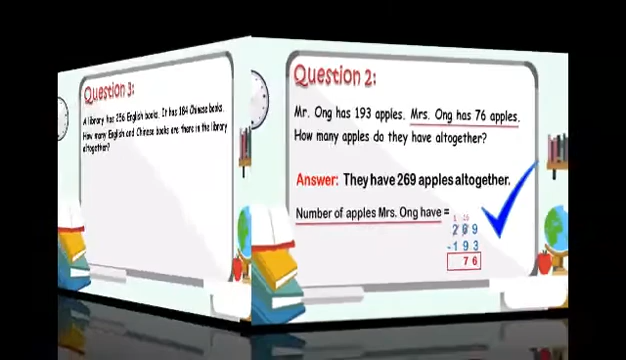 Question 3:
A library has 256 English books. It has 184 Chinese books.
How many English and Chinese books are there in the library
altogether?
Question 2:
Mr. Ong has 193 apples. Mrs. Ong has 76 apples.
How many apples do they have altogether?
Answer: They have 269 apples altogether.
Number of apples Mrs. Ong have =
1 16
2 6 9
- 1 9 3
7 6